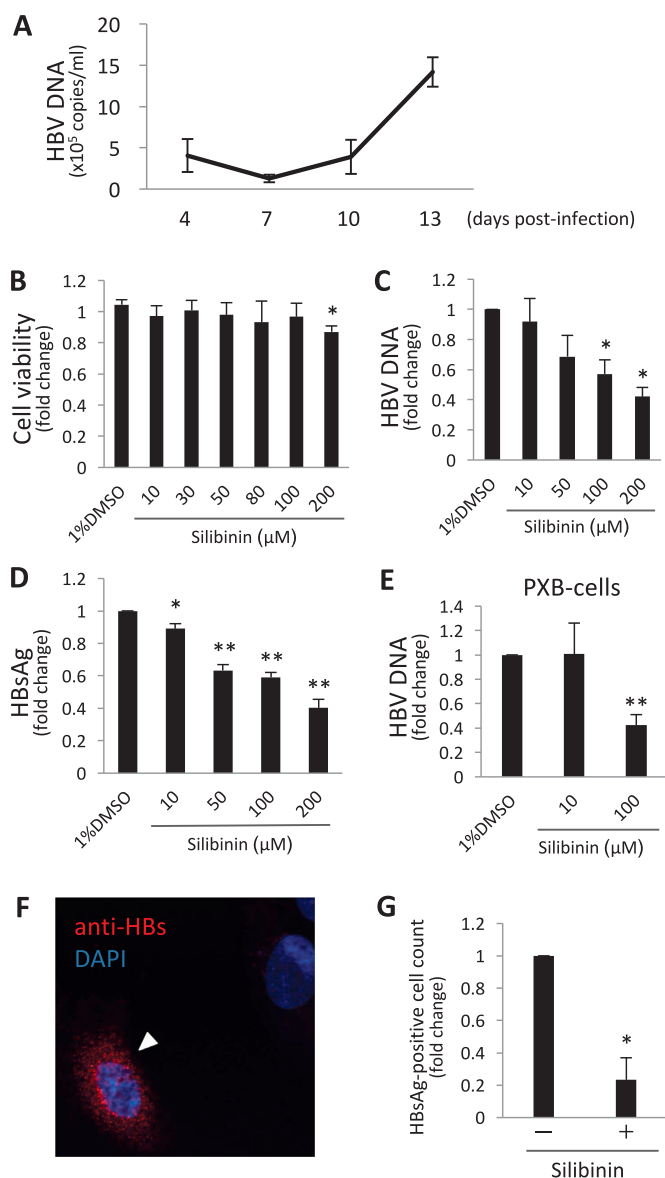 A
HBV DNA
(x10⁵ copies/ml)
20
15
10
5
0
4 7 10 13 (days post-infection)
B
Cell viability
(fold change)
1.2
1
0.8
0.6
0.4
0.2
0
*
1%DMSO 10 30 50 80 100 200
Silibinin (µM)
C
HBV DNA
(fold change)
1.2
1
0.8
0.6
0.4
0.2
0
* *
1%DMSO 10 50 100 200
Silibinin (µM)
D
HBsAg
(fold change)
1.2
1
0.8
0.6
0.4
0.2
0
* ** ** **
1%DMSO 10 50 100 200
Silibinin (µM)
E
PXB-cells
HBV DNA
(fold change)
1.4
1.2
1
0.8
0.6
0.4
0.2
0
**
1%DMSO 10 100
Silibinin (µM)
F
anti-HBs
DAPI
G
HBsAg-positive cell count
(fold change)
1.2
1
0.8
0.6
0.4
0.2
0
*
− +
Silibinin